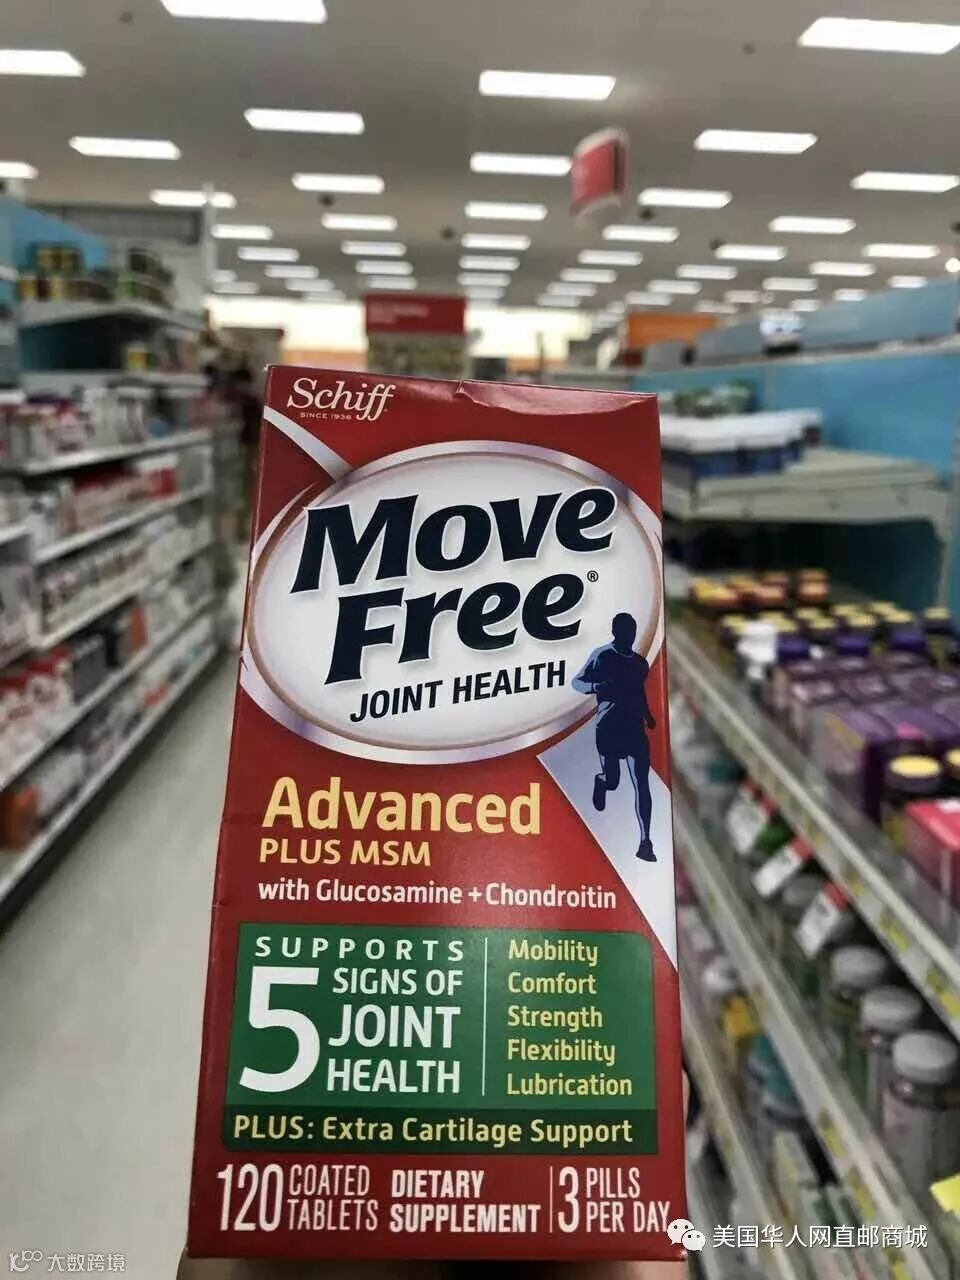 Schiff
SINCE 1936
Move
Free®
JOINT HEALTH
Advanced
PLUS MSM
with Glucosamine + Chondroitin
SUPPORTS
5 SIGNS OF
JOINT
HEALTH
Mobility
Comfort
Strength
Flexibility
Lubrication
PLUS: Extra Cartilage Support
120 COATED
TABLETS
DIETARY
SUPPLEMENT
3 PILLS
PER DAY
美国华人网直邮商城
大数跨境